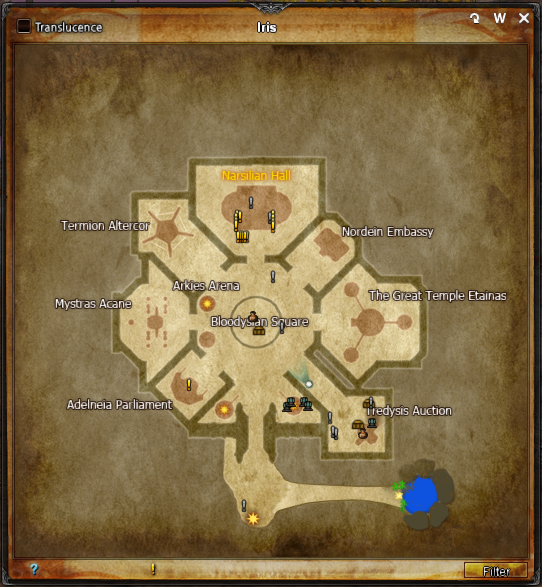 Translucence
Iris
W
Narsilian Hall
Termion Altercor
Nordein Embassy
Arkies Arena
The Great Temple Etainas
Mystras Acane
Bloodysian Square
Adelneia Parliament
Tredysis Auction
?
!
Filter